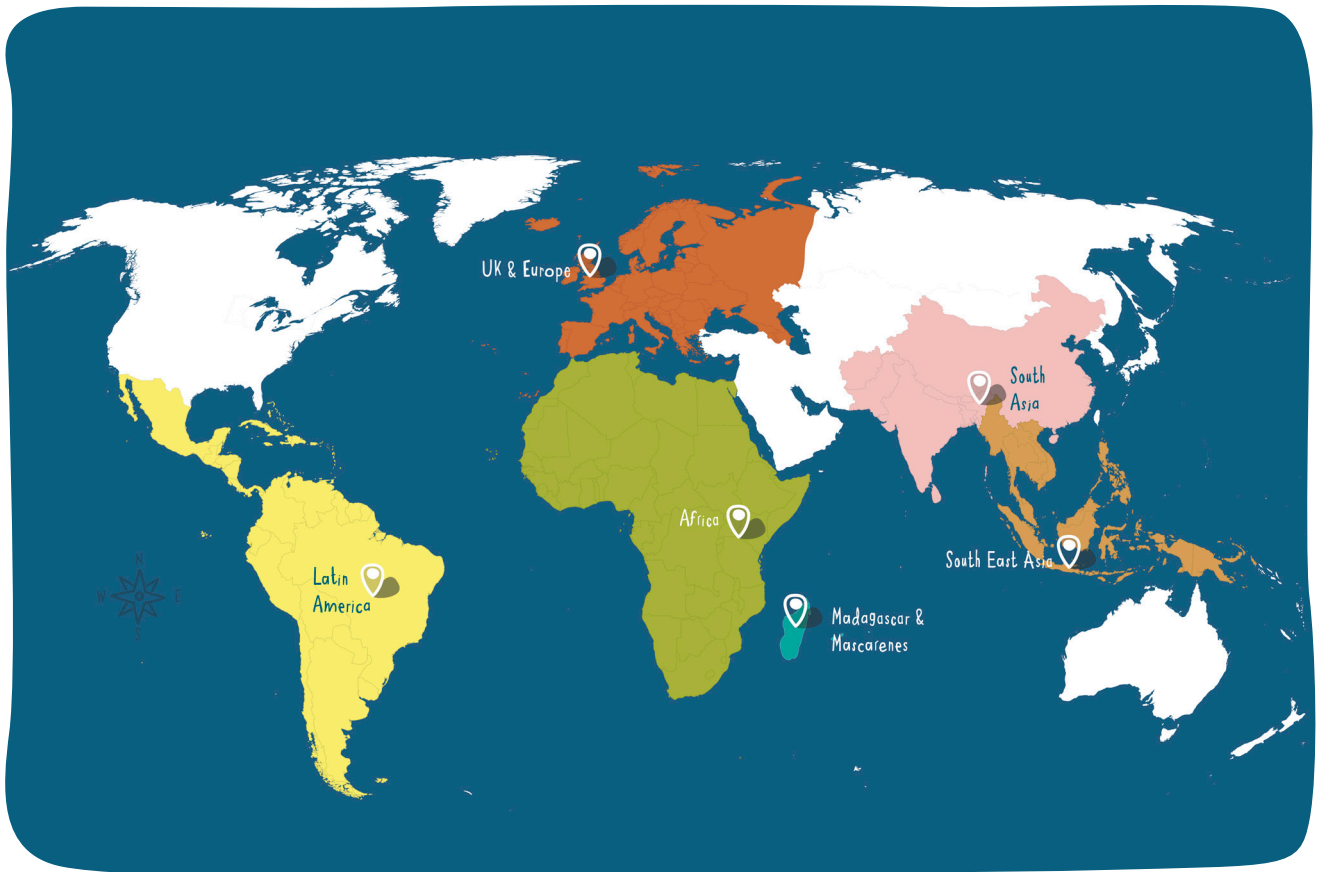 UK & Europe
South
Asia
Africa
South East Asia
Latin
America
Madagascar &
Mascarenes
N
W E
S